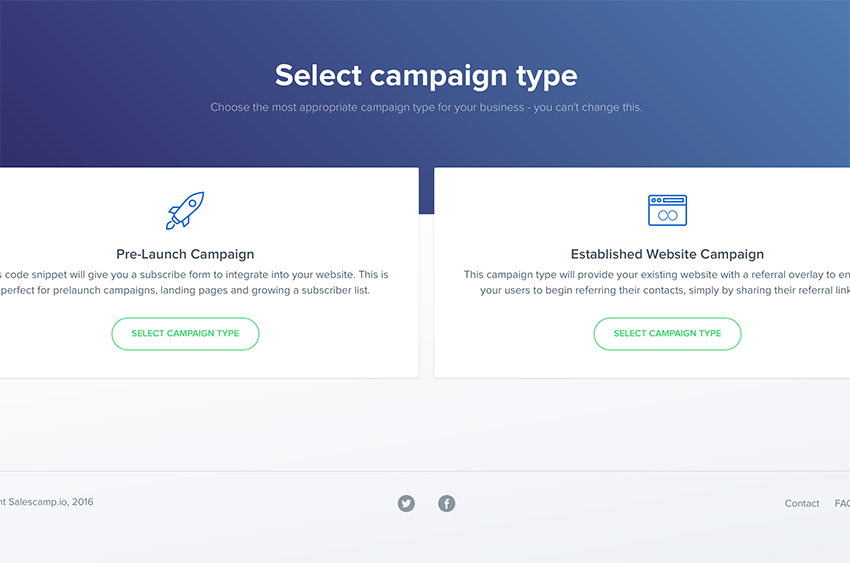 Select campaign type
Choose the most appropriate campaign type for your business - you can't change this.
Pre-Launch Campaign
code snippet will give you a subscribe form to integrate into your website. This is
perfect for prelaunch campaigns, landing pages and growing a subscriber list.
SELECT CAMPAIGN TYPE
Established Website Campaign
This campaign type will provide your existing website with a referral overlay to
your users to begin referring their contacts, simply by sharing their referral link
SELECT CAMPAIGN TYPE
Salescamp.io, 2016
Contact